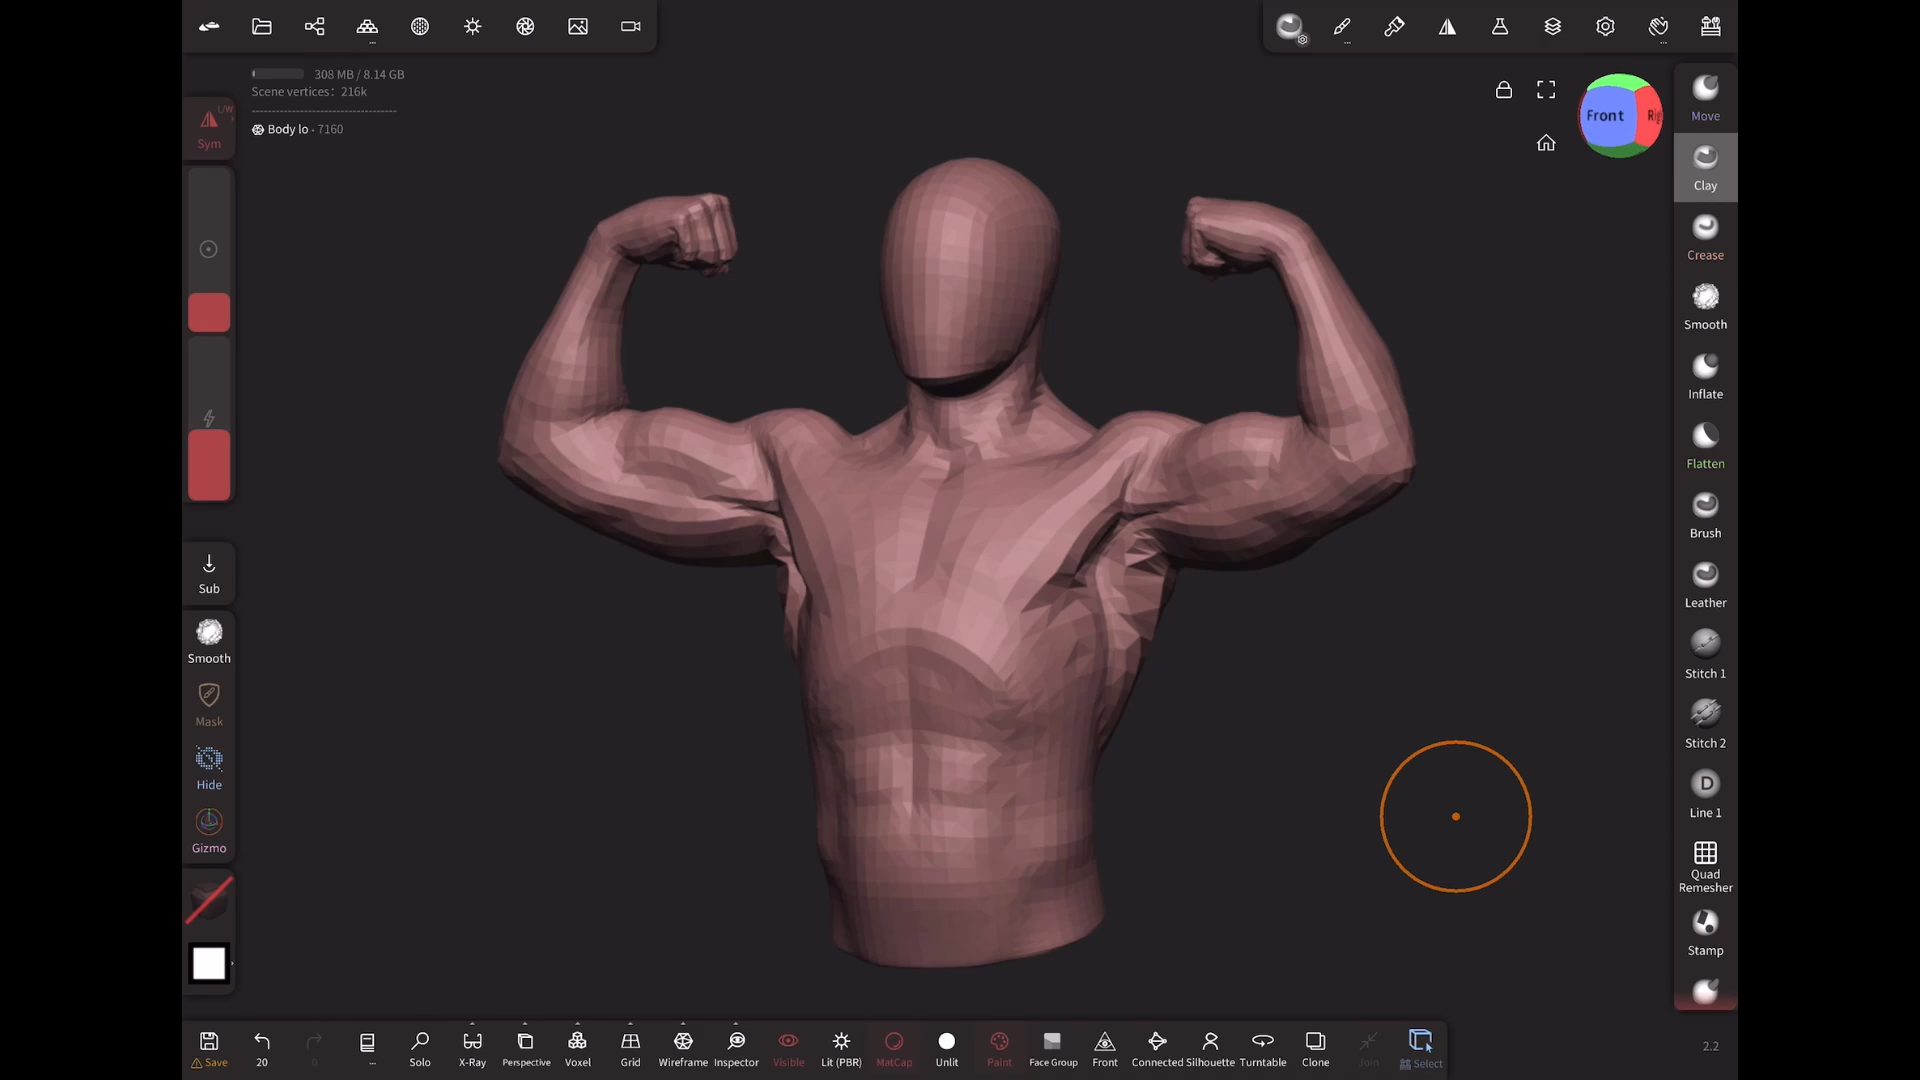 308 MB / 8.14 GB
Scene vertices: 216k
Body lo · 7160
L/W
Sym
Sub
Smooth
Mask
Hide
Gizmo
Front
Move
Clay
Crease
Smooth
Inflate
Flatten
Brush
Leather
Stitch 1
Stitch 2
D
Line 1
Quad
Remesher
Stamp
Save
20
0
...
Solo
X-Ray
Perspective
Voxel
Grid
Wireframe
Inspector
Visible
Lit (PBR)
MatCap
Unlit
Paint
Face Group
Front
Connected
Silhouette
Turntable
Clone
Join
Select
2.2